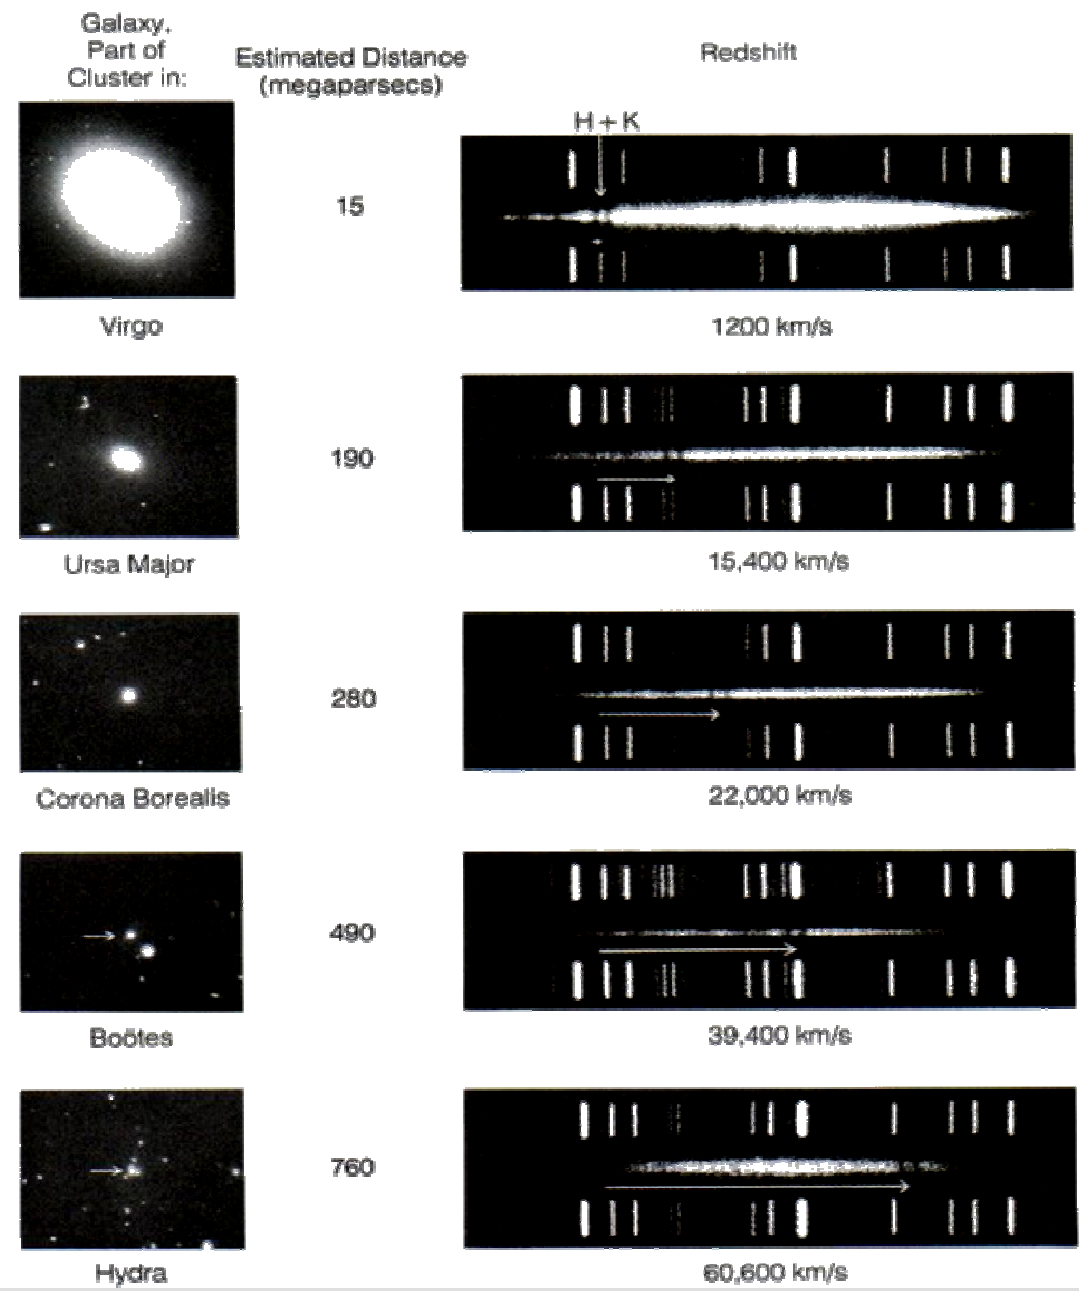 Galaxy,
Part of
Cluster in:
Estimated Distance
(megaparsecs)
Redshift
H + K
15
Virgo
1200 km/s
190
Ursa Major
15,400 km/s
280
Corona Borealis
22,000 km/s
490
Boötes
39,400 km/s
760
Hydra
60,600 km/s